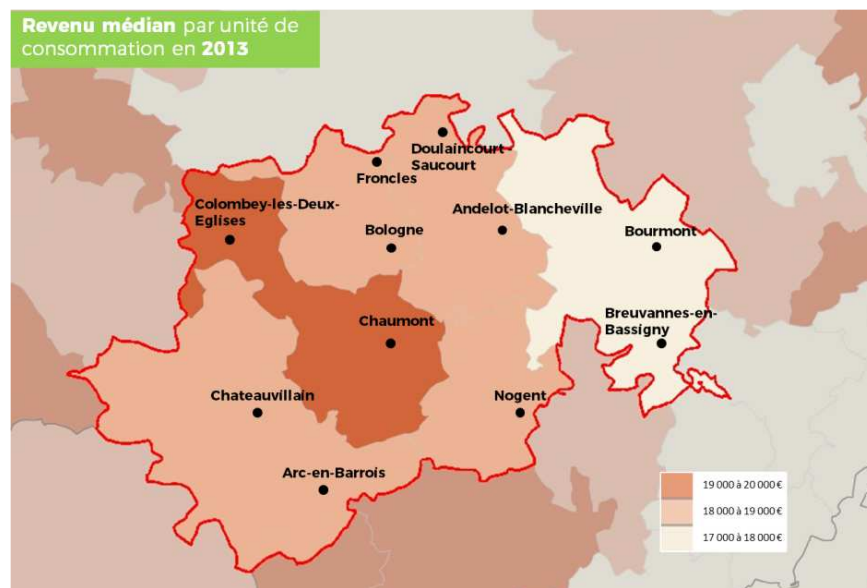 Revenu médian par unité de
consommation en 2013
Doulaincourt -
Saucourt
Froncles
Colombey-les-Deux-
Eglises
Andelot-Blancheville
Bologne
Bourmont
Breuvannes-en-
Bassigny
Chaumont
Chateauvillain
Nogent
Arc-en-Barrois
19 000 à 20 000 €
18 000 à 19 000 €
17 000 à 18 000 €